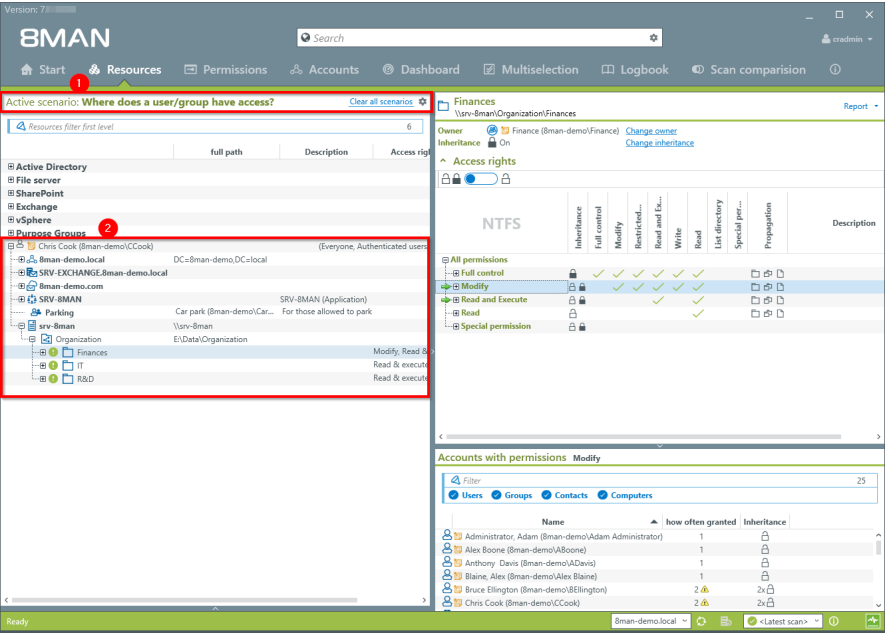 Version: 7
8MAN
Search
cradmin
Start Resources Permissions Accounts Dashboard Multiselection Logbook Scan comparision
1
Active scenario: Where does a user/group have access? Clear all scenarios
Resources filter first level 6
full path Description Access righ
Active Directory
File server
SharePoint
Exchange
vSphere
Purpose Groups
2
Chris Cook (8man-demo\CCook) (Everyone, Authenticated users
8man-demo.local DC=8man-demo,DC=local
SRV-EXCHANGE.8man-demo.local
8man-demo.com
SRV-8MAN SRV-8MAN (Application)
Parking Car park (8man-demo\Car... For those allowed to park
srv-8man \\srv-8man
Organization E:\Data\Organization
Finances Modify, Read &
IT Read & execute
R&D Read & execute
Finances
\\srv-8man\Organization\Finances
Report
Owner Finance (8man-demo\Finance) Change owner
Inheritance On Change inheritance
Access rights
NTFS Inheritance Full control Modify Restricted... Read and Ex... Write Read List directory Special per... Propagation Description
All permissions
Full control
Modify
Read and Execute
Read
Special permission
Accounts with permissions Modify
Filter 25
Users Groups Contacts Computers
Name how often granted Inheritance
Administrator, Adam (8man-demo\Adam Administrator) 1
Alex Boone (8man-demo\ABoone) 1
Anthony Davis (8man-demo\ADavis) 1
Blaine, Alex (8man-demo\Alex Blaine) 1
Bruce Ellington (8man-demo\BEllington) 2 2x
Chris Cook (8man-demo\CCook) 2 2x
Ready 8man-demo.local <Latest scan>